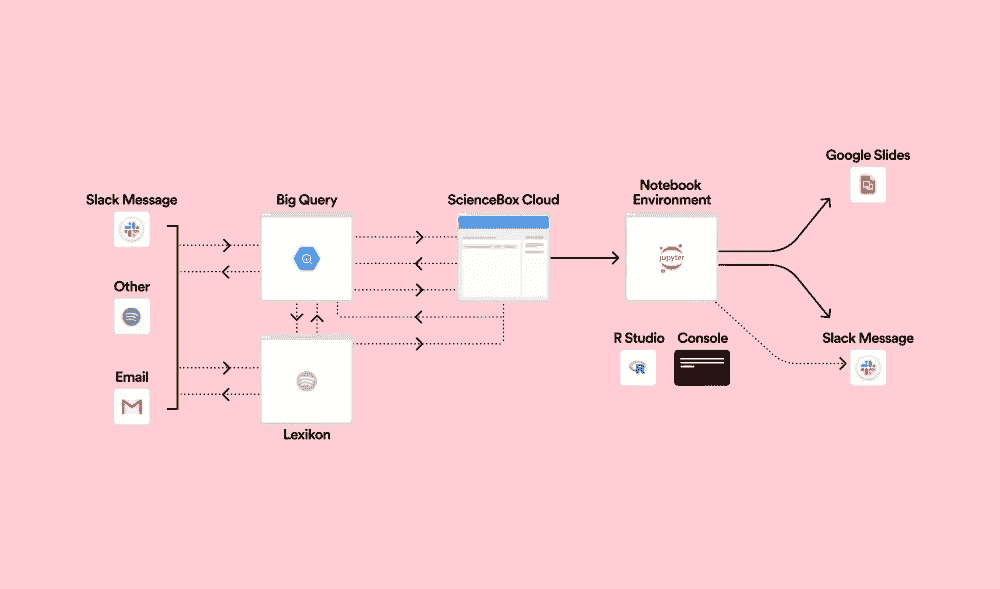 Google Slides
Notebook
Environment
Slack Message
Big Query
ScienceBox Cloud
jupyter
Other
R Studio
Console
Slack Message
R
Email
Lexikon